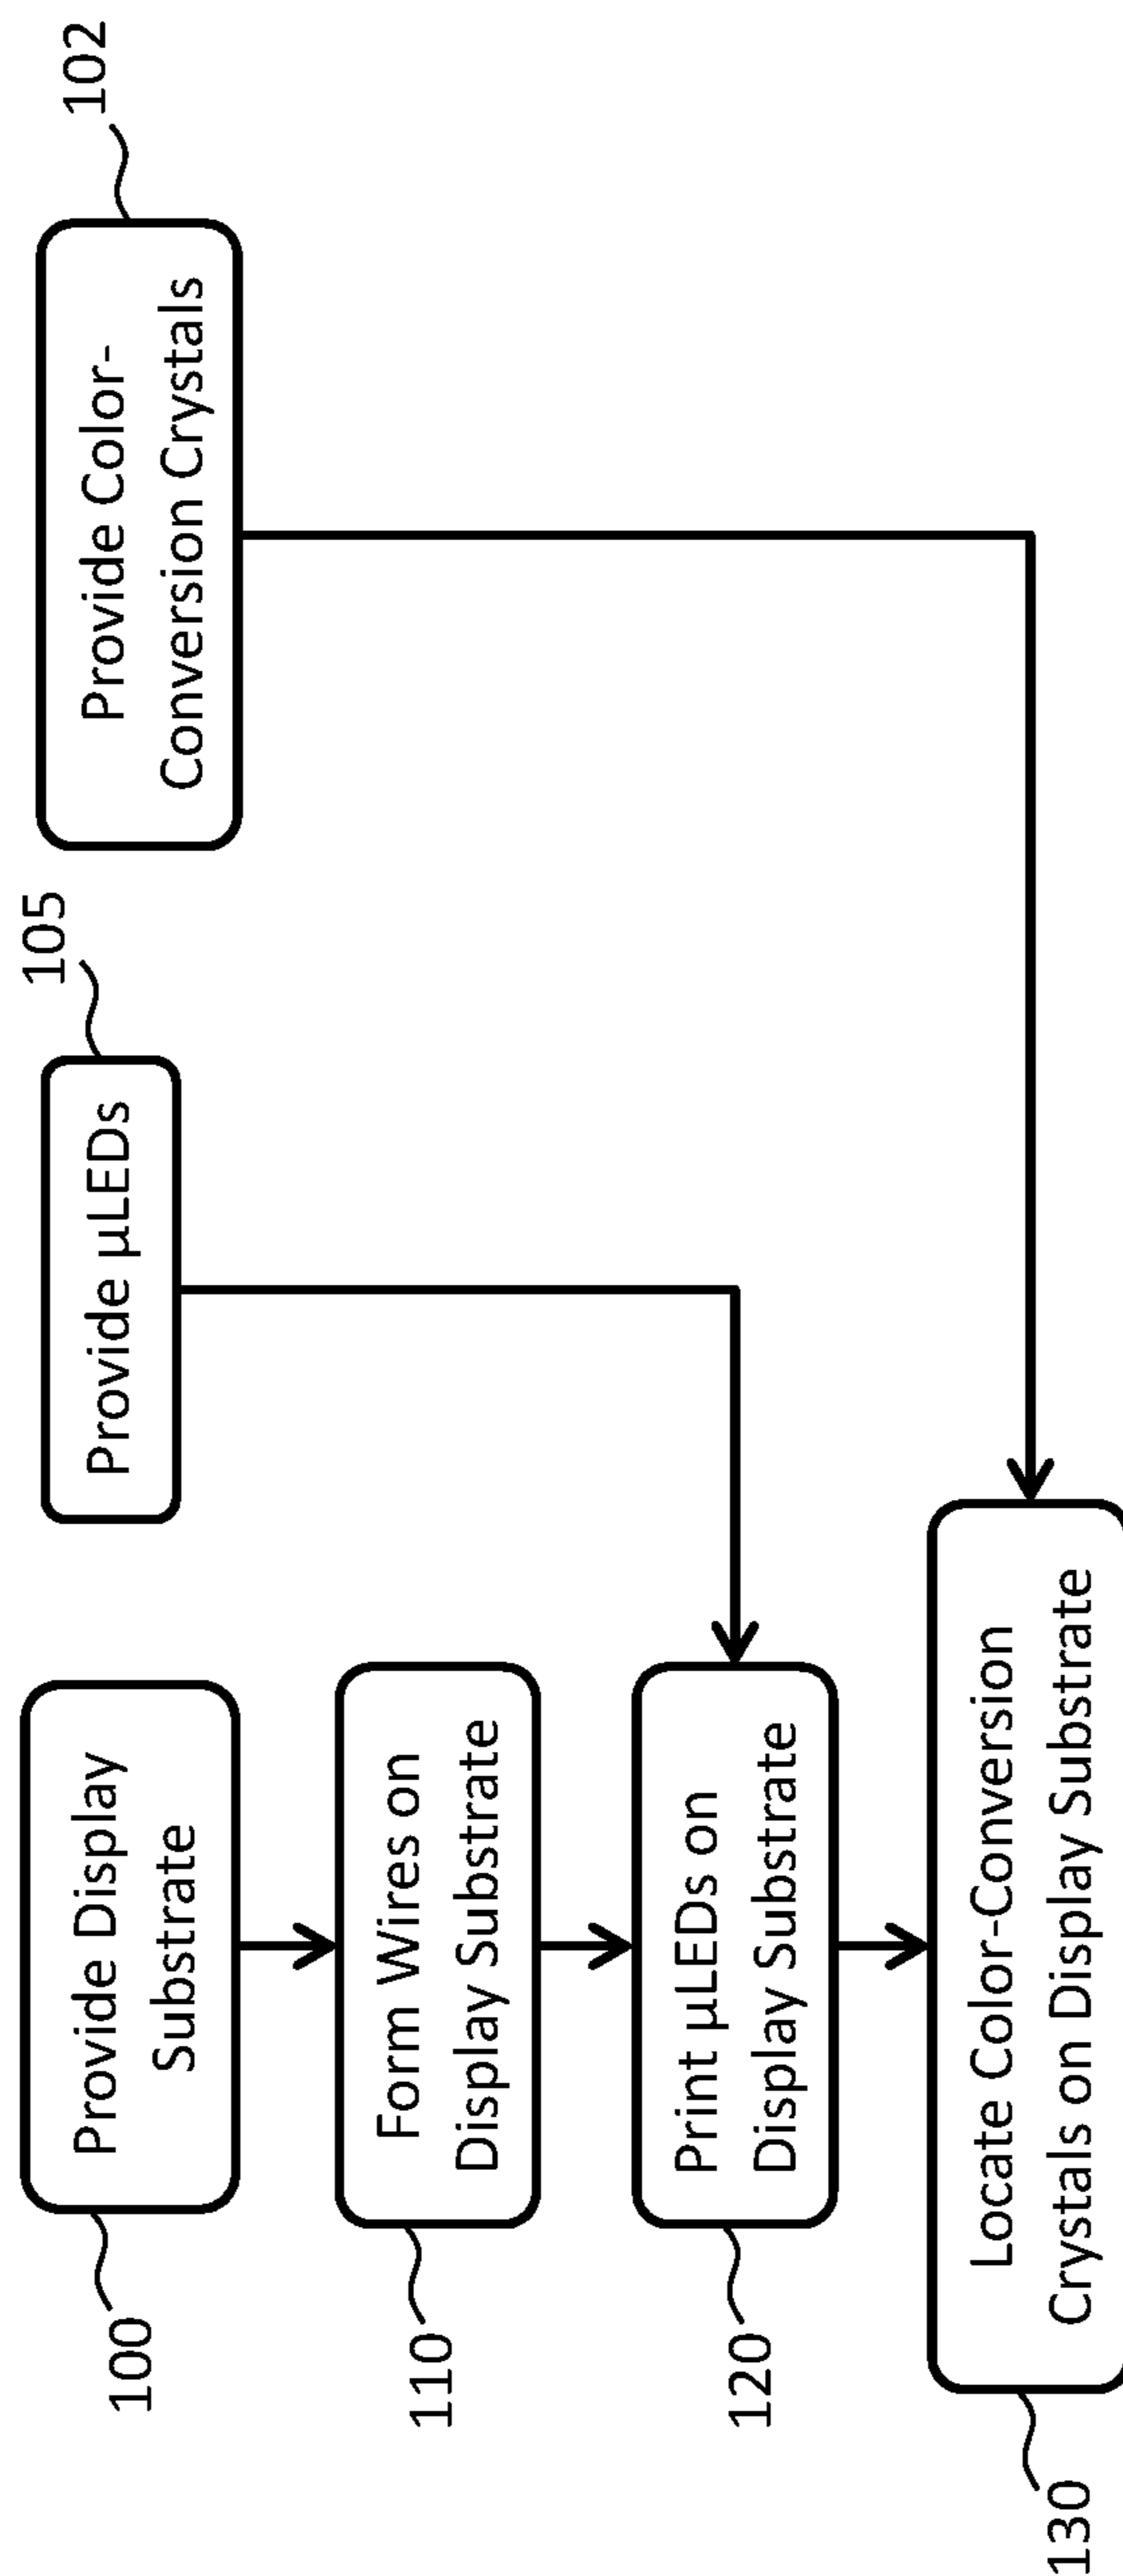 100
Provide Display
Substrate
Provide µLEDs
105
Provide Color-
Conversion Crystals
102
110
Form Wires on
Display Substrate
120
Print µLEDs on
Display Substrate
130
Locate Color-Conversion
Crystals on Display Substrate